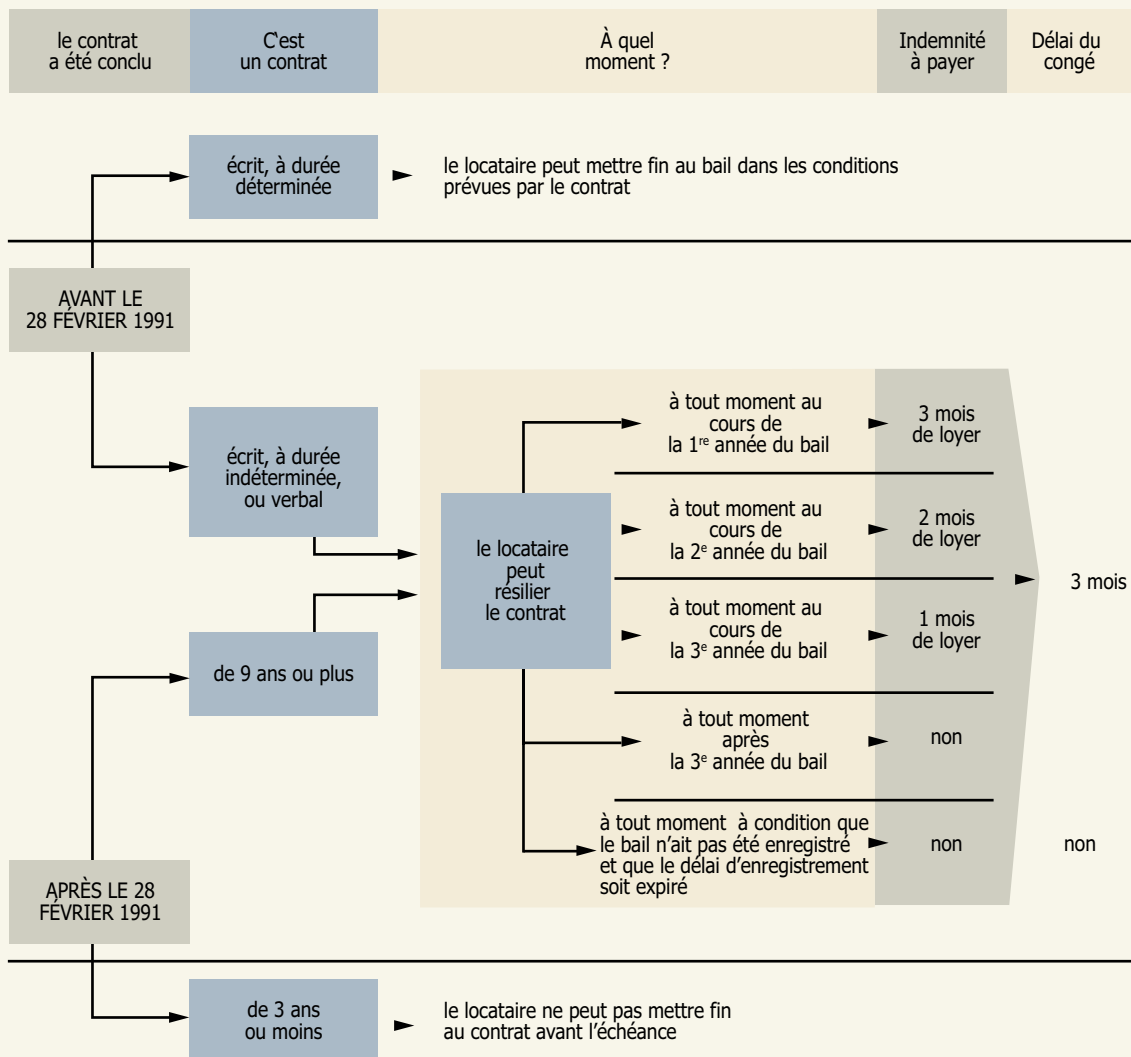 le contrat
a été conclu
C'est
un contrat
À quel
moment ?
Indemnité
à payer
Délai du
congé
écrit, à durée
déterminée
le locataire peut mettre fin au bail dans les conditions
prévues par le contrat
AVANT LE
28 FÉVRIER 1991
écrit, à durée
indéterminée,
ou verbal
de 9 ans ou plus
le locataire
peut
résilier
le contrat
à tout moment au
cours de
la 1re année du bail
3 mois
de loyer
à tout moment au
cours de
la 2e année du bail
2 mois
de loyer
à tout moment au
cours de
la 3e année du bail
1 mois
de loyer
3 mois
à tout moment
après
la 3e année du bail
non
à tout moment à condition que
le bail n'ait pas été enregistré
et que le délai d'enregistrement
soit expiré
non
non
APRÈS LE 28
FÉVRIER 1991
de 3 ans
ou moins
le locataire ne peut pas mettre fin
au contrat avant l'échéance